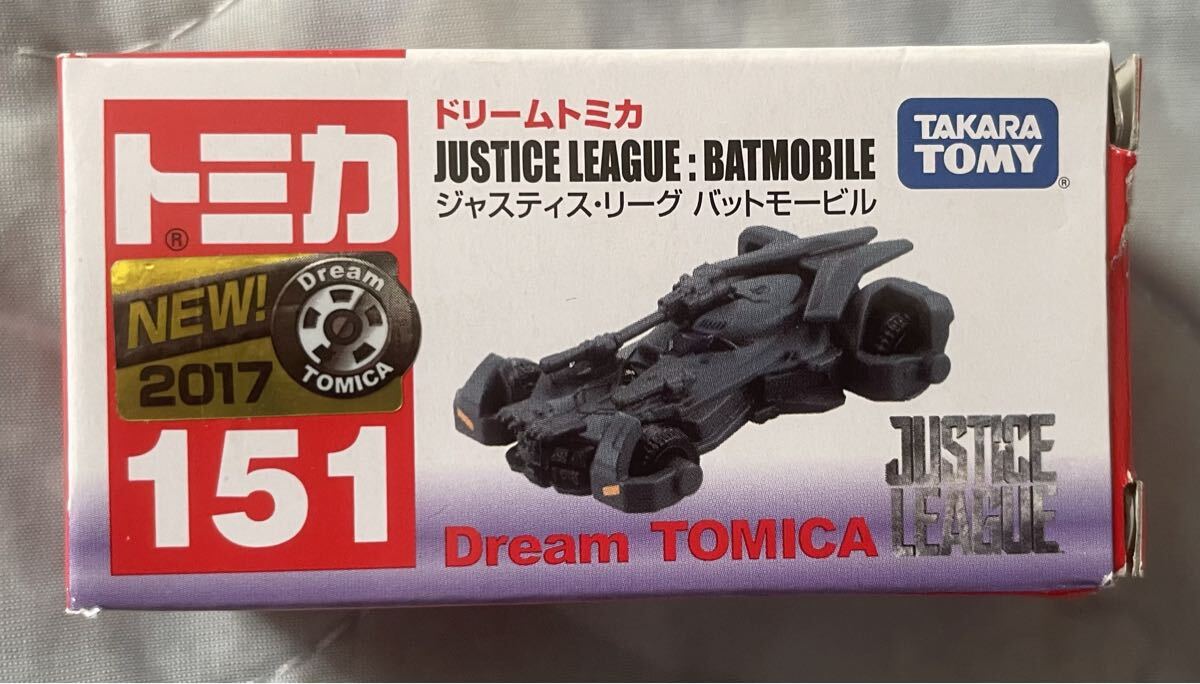 トミカ®
NEW!
2017
Dream
TOMICA
151
ドリームトミカ
JUSTICE LEAGUE : BATMOBILE
ジャスティス・リーグ バットモービル
TAKARA
TOMY®
Dream TOMICA
JUSTICE
LEAGUE